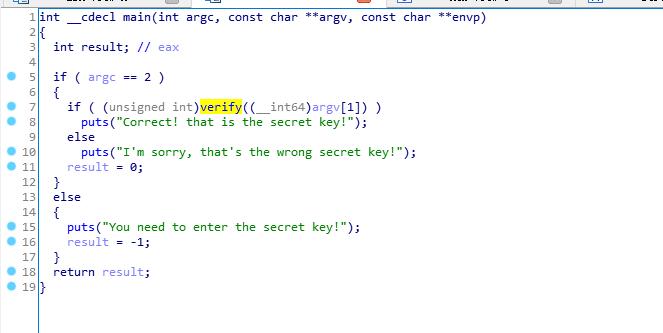 1 int __cdecl main(int argc, const char **argv, const char **envp)
2 {
3   int result; // eax
4
5   if ( argc == 2 )
6   {
7     if ( (unsigned int)verify((__int64)argv[1]) )
8       puts("Correct! that is the secret key!");
9     else
10       puts("I'm sorry, that's the wrong secret key!");
11     result = 0;
12   }
13   else
14   {
15     puts("You need to enter the secret key!");
16     result = -1;
17   }
18   return result;
19 }